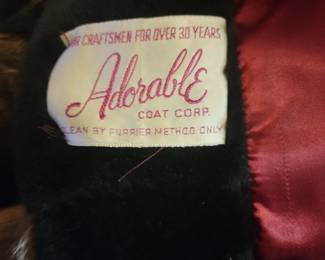 CRAFTSMEN FOR OVER 30 YEARS
Adorable
COAT CORP.
CLEAN BY FURRIER METHOD ONLY